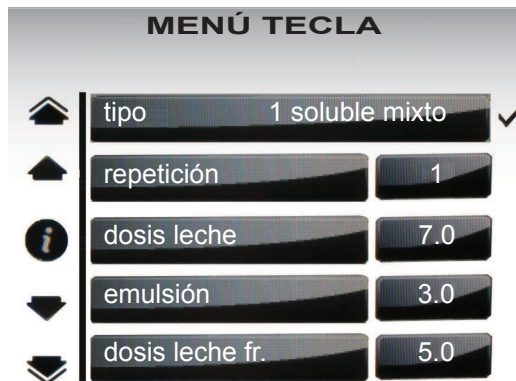 MENÚ TECLA
tipo 1 soluble mixto
repetición 1
dosis leche 7.0
emulsión 3.0
dosis leche fr. 5.0